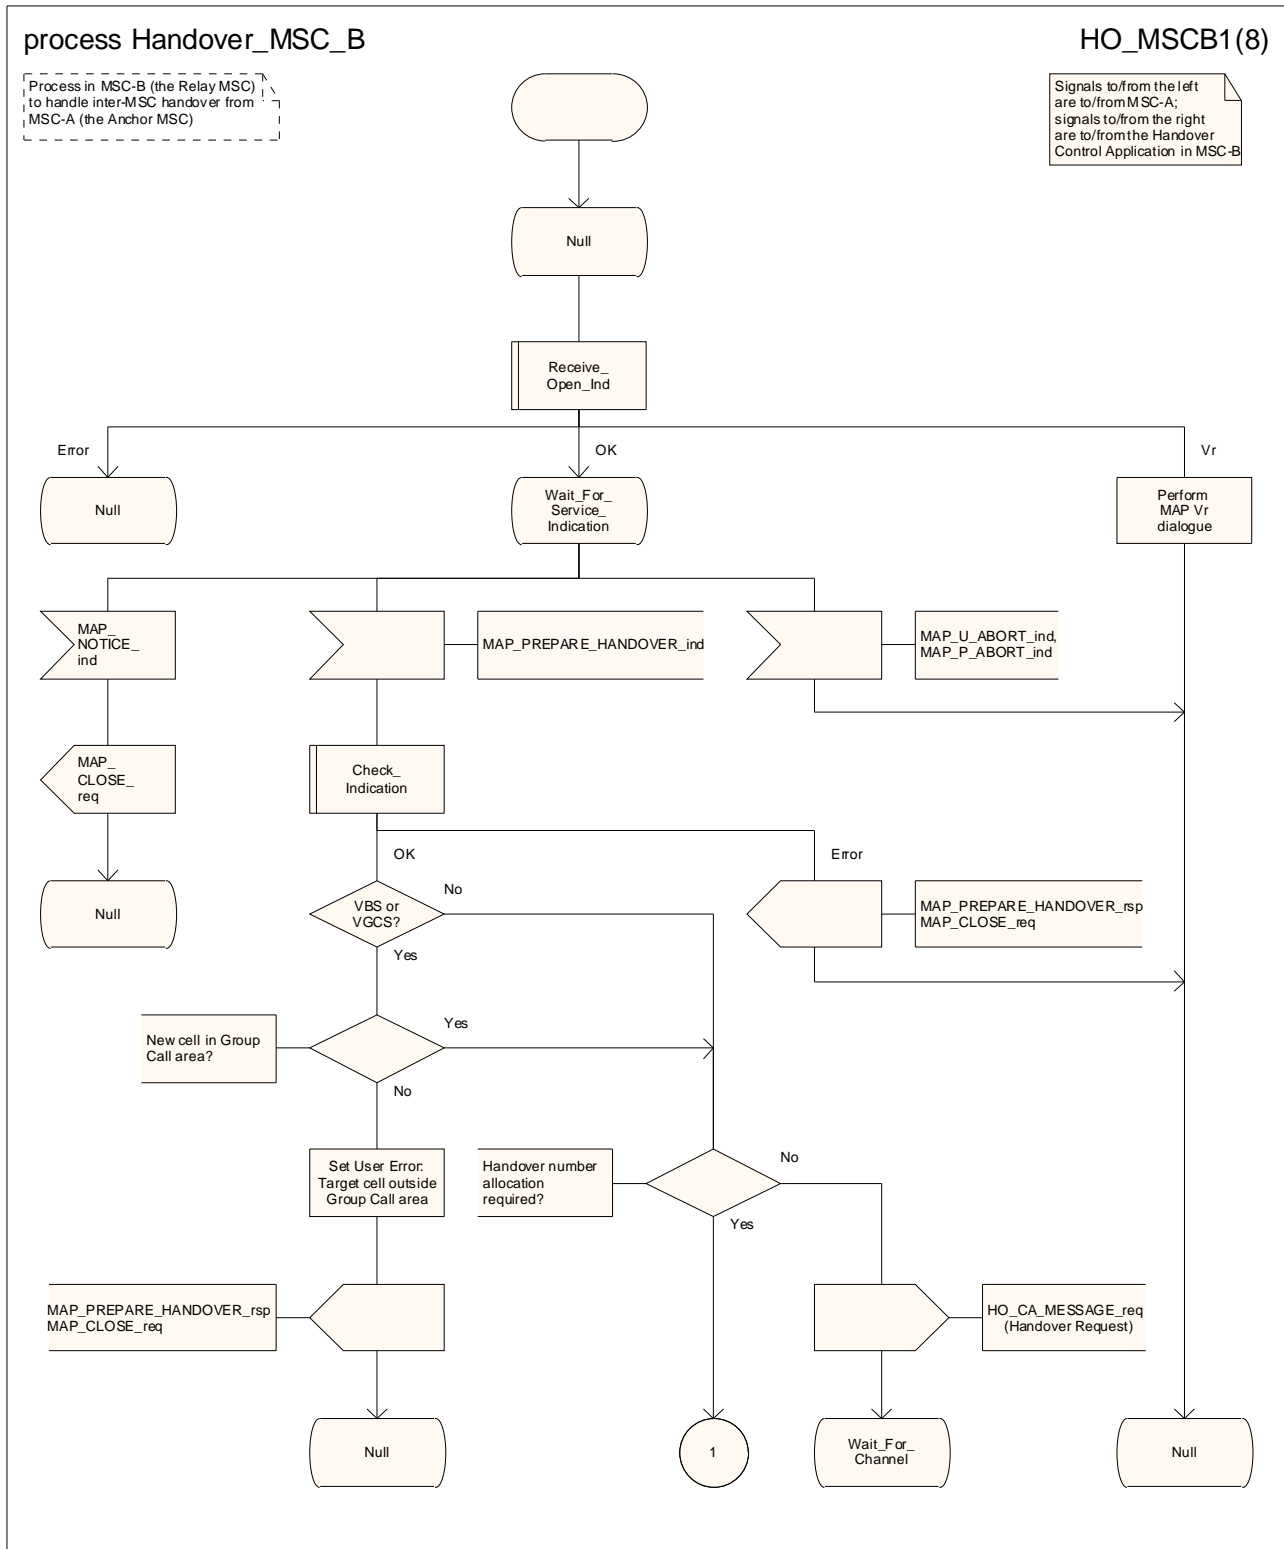 process Handover_MSC_B
HO_MSCB1(8)
Process in MSC-B (the Relay MSC)
to handle inter-MSC handover from
MSC-A (the Anchor MSC)
Signals to/from the left
are to/from MSC-A;
signals to/from the right
are to/from the Handover
Control Application in MSC-B
Null
Receive_
Open_Ind
Error
OK
Vr
Null
Wait_For_
Service_
Indication
Perform
MAP Vr
dialogue
MAP_
NOTICE_
ind
MAP_PREPARE_HANDOVER_ind
MAP_U_ABORT_ind,
MAP_P_ABORT_ind
MAP_
CLOSE_
req
Check_
Indication
OK
Error
Null
VBS or
VGCS?
No
Yes
MAP_PREPARE_HANDOVER_rsp
MAP_CLOSE_req
New cell in Group
Call area?
Yes
No
Set User Error:
Target cell outside
Group Call area
Handover number
allocation
required?
No
Yes
MAP_PREPARE_HANDOVER_rsp
MAP_CLOSE_req
HO_CA_MESSAGE_req
(Handover Request)
Null
1
Wait_For_
Channel
Null